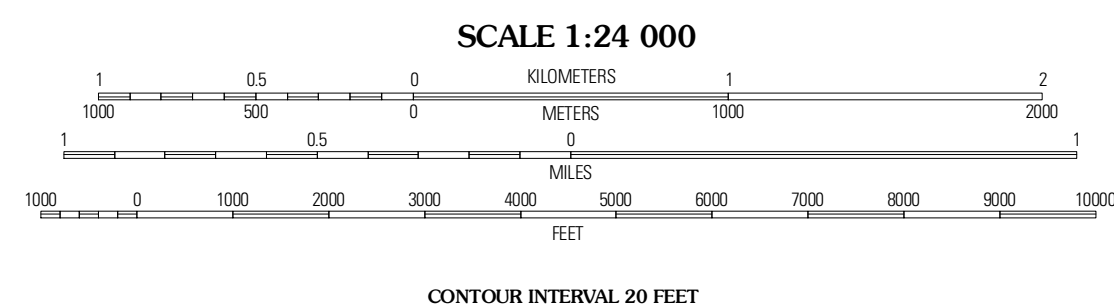 SCALE 1:24 000
1 0.5 0 KILOMETERS 1 2
1000 500 0 METERS 1000 2000
1 0.5 0 1
MILES
1000 0 1000 2000 3000 4000 5000 6000 7000 8000 9000 10000
FEET
CONTOUR INTERVAL 20 FEET